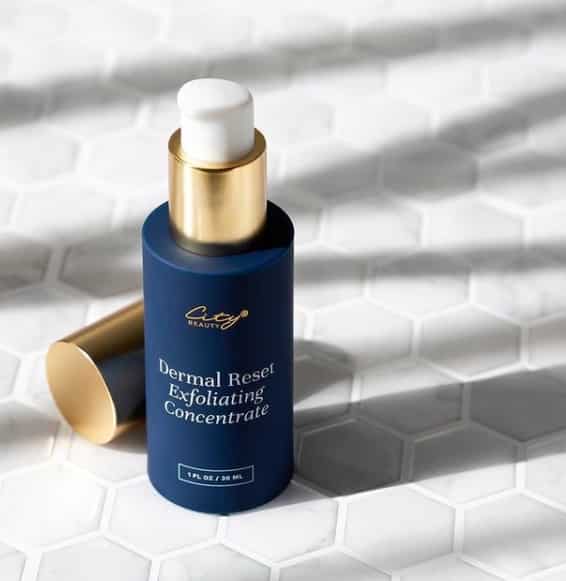 City®
BEAUTY
Dermal Reset
Exfoliating
Concentrate
1 FL OZ / 30 ML